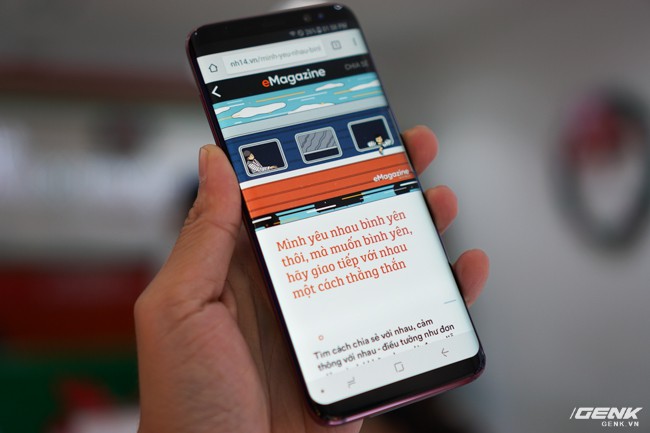 nh14.vn/minh-yeu-nhau-binl
eMagazine
CHIA SẺ
eMagazine
Mình yêu nhau bình yên
thôi, mà muốn bình yên,
hãy giao tiếp với nhau
một cách thẳng thắn
Tìm cách chia sẻ với nhau, cảm
thông với nhau - điều tưởng như đơn
GENK
GENK.VN